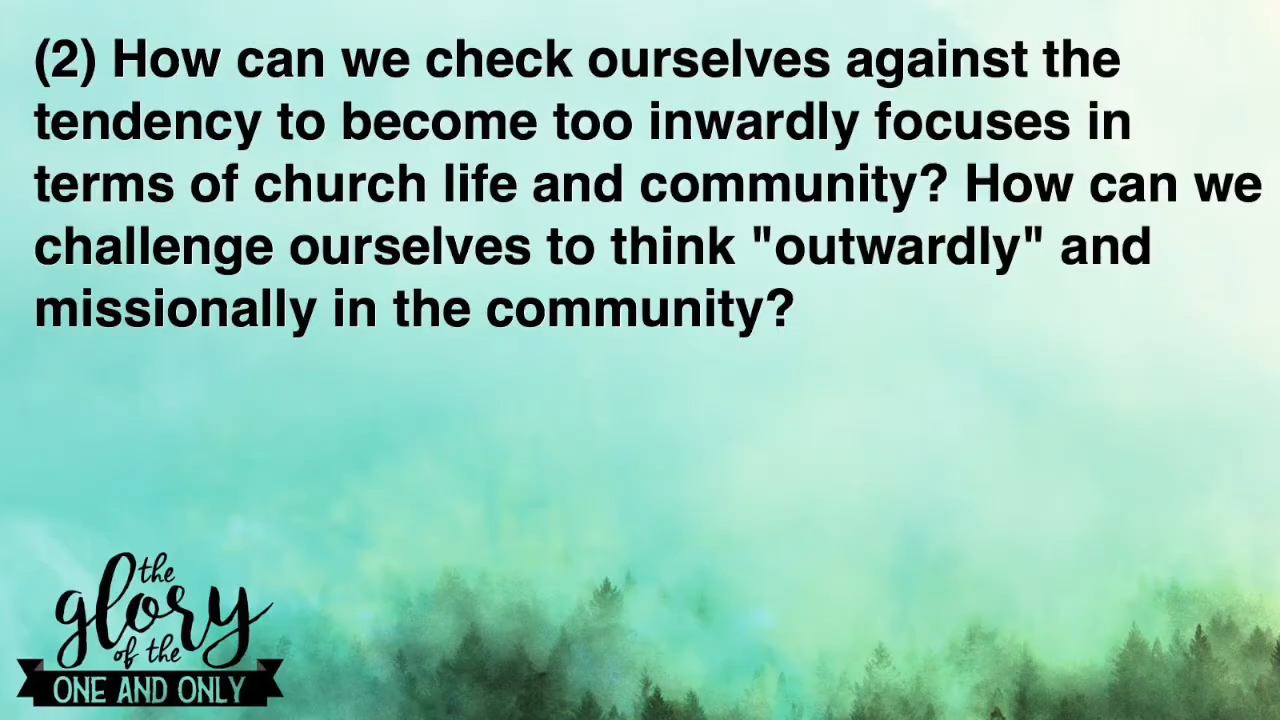 (2) How can we check ourselves against the
tendency to become too inwardly focuses in
terms of church life and community? How can we
challenge ourselves to think "outwardly" and
missionally in the community?
the
glory
of the
ONE AND ONLY